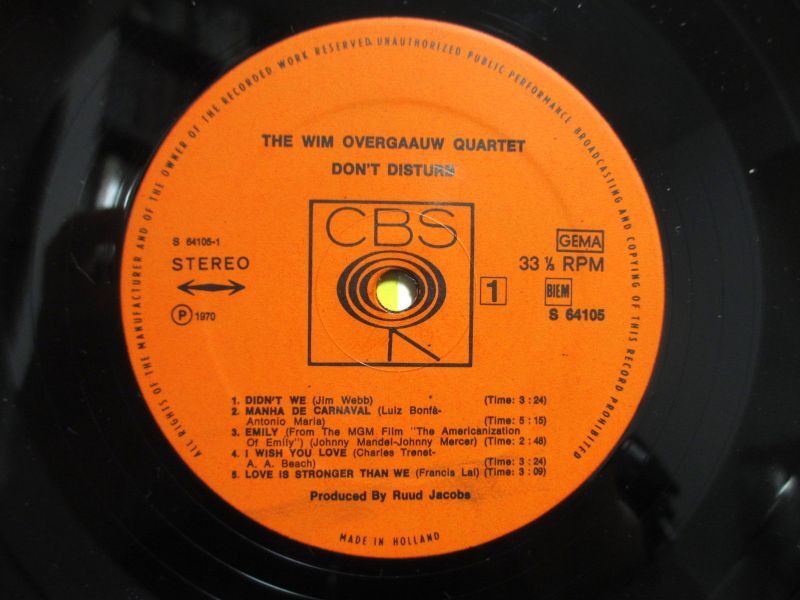 ALL RIGHTS OF THE MANUFACTURER AND OF THE OWNER OF THE RECORDED WORK RESERVED. UNAUTHORIZED PUBLIC PERFORMANCE BROADCASTING AND COPYING OF THIS RECORD PROHIBITED
THE WIM OVERGAAUW QUARTET
DON'T DISTURB
CBS
S 64105-1
STEREO
℗ 1970
GEMA
33 ⅓ RPM
1
BIEM
S 64105
1. DIDN'T WE (Jim Webb) (Time: 3 : 24)
2. MANHA DE CARNAVAL (Luiz Bonfà-
Antonio Maria) (Time: 5 : 15)
3. EMILY (From The MGM Film "The Americanization
Of Emily") (Johnny Mandel-Johnny Mercer) (Time: 2 : 48)
4. I WISH YOU LOVE (Charles Trenet-
A. A. Beach) (Time: 3 : 24)
5. LOVE IS STRONGER THAN WE (Francis Lai) (Time: 3 : 09)
Produced By Ruud Jacobs
MADE IN HOLLAND